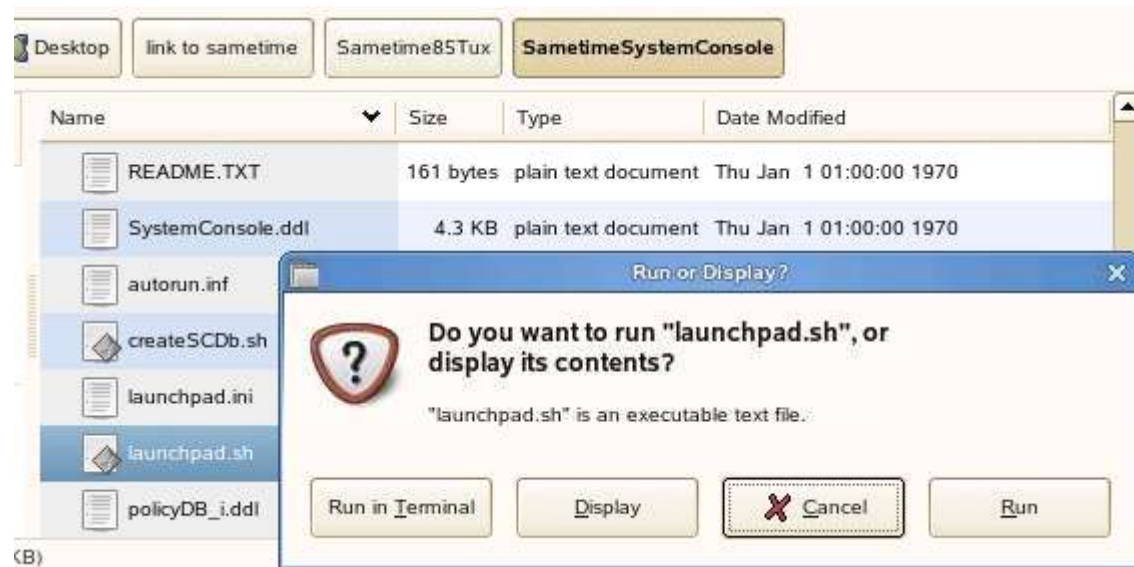 Desktop link to sametime Sametime85Tux SametimeSystemConsole
Name Size Type Date Modified
README.TXT 161 bytes plain text document Thu Jan 1 01:00:00 1970
SystemConsole.ddl 4.3 KB plain text document Thu Jan 1 01:00:00 1970
autorun.inf
createSCDb.sh
launchpad.ini
launchpad.sh
policyDB_i.ddl
KB)
Run or Display?
Do you want to run "launchpad.sh", or
display its contents?
"launchpad.sh" is an executable text file.
Run in Terminal Display Cancel Run